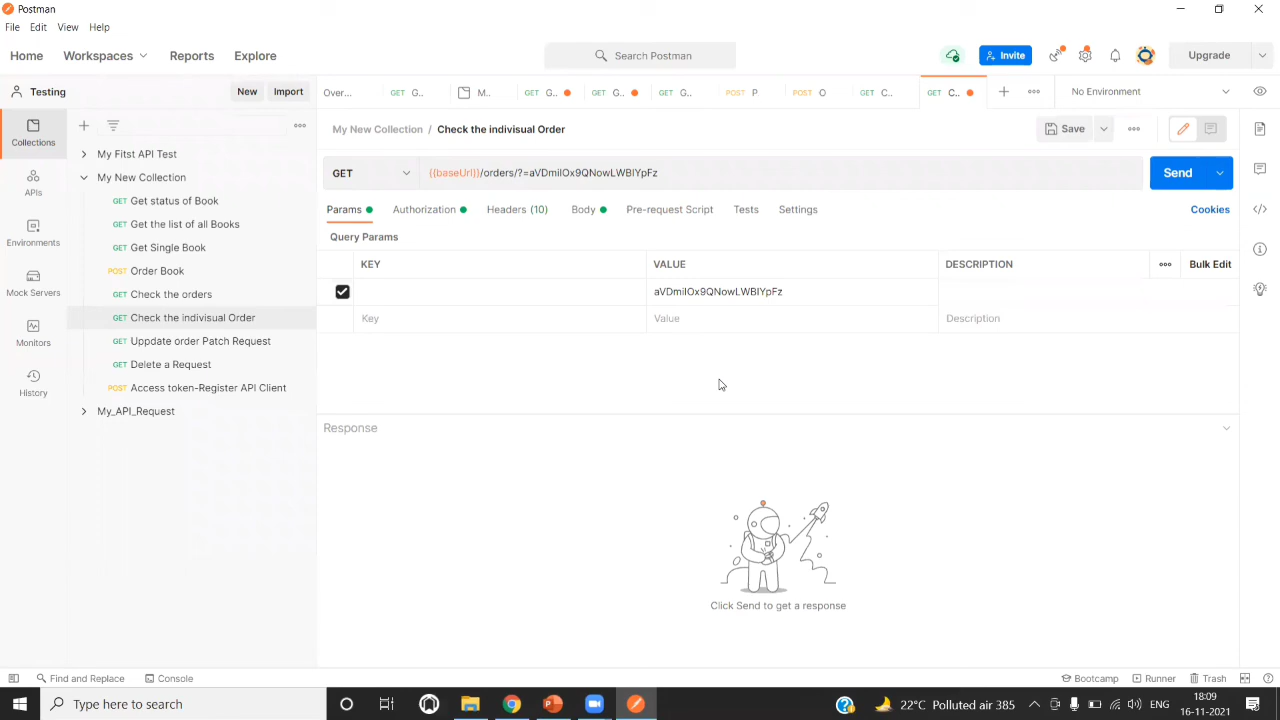 Postman
File Edit View Help
Home Workspaces Reports Explore Search Postman Invite Upgrade
Testing New Import Over... GET G.. M.. GET G.. GET G.. GET G.. POST P POST O GET C.. GET C.. No Environment
Collections
APIs
Environments
Mock Servers
Monitors
History
My First API Test
My New Collection
GET Get status of Book
GET Get the list of all Books
GET Get Single Book
POST Order Book
GET Check the orders
GET Check the indivisual Order
GET Uppdate order Patch Request
GET Delete a Request
POST Access token-Register API Client
My_API_Request
My New Collection / Check the indivisual Order Save
GET {{baseUrl}}/orders/?=aVDmilOx9QNowLWBIYpFz Send
Params Authorization Headers (10) Body Pre-request Script Tests Settings Cookies
Query Params
KEY VALUE DESCRIPTION Bulk Edit
aVDmilOx9QNowLWBIYpFz
Key Value Description
Response
Click Send to get a response
Find and Replace Console Bootcamp Runner Trash
Type here to search 22°C Polluted air 385 ENG 18:09
16-11-2021